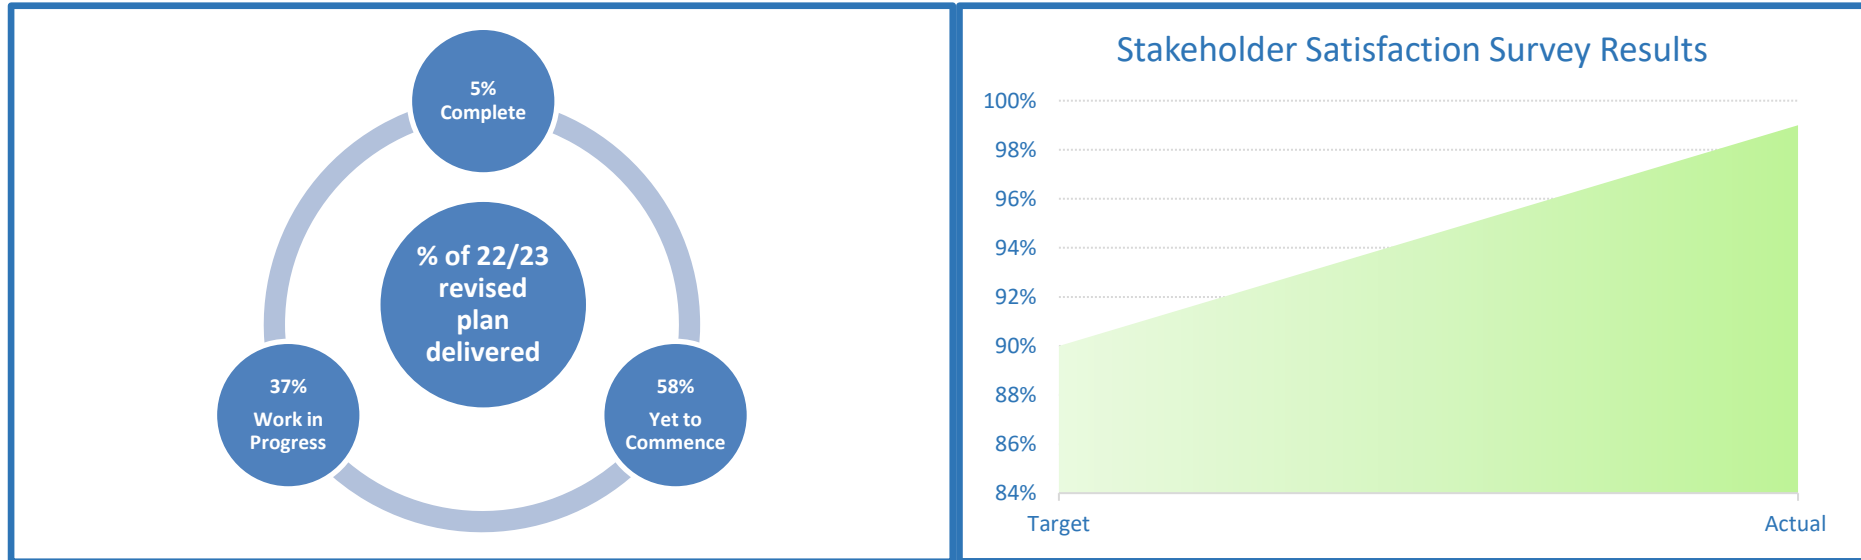 5%
Complete
% of 22/23
revised
plan
delivered
37%
Work in
Progress
58%
Yet to
Commence
Stakeholder Satisfaction Survey Results
100%
98%
96%
94%
92%
90%
88%
86%
84%
Target
Actual